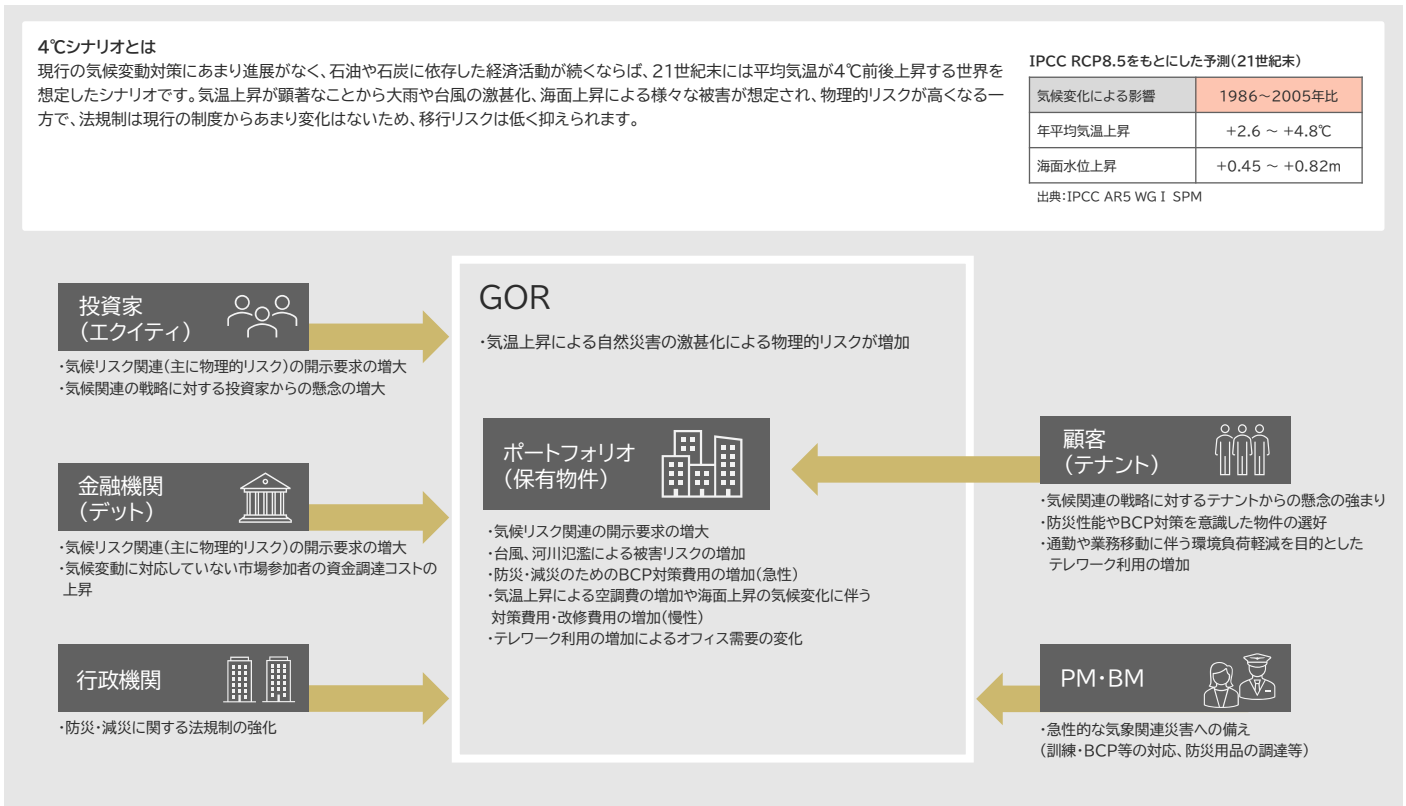 4℃シナリオとは
現行の気候変動対策にあまり進展がなく、石油や石炭に依存した経済活動が続くならば、21世紀末には平均気温が4℃前後上昇する世界を
想定したシナリオです。気温上昇が顕著なことから大雨や台風の激甚化、海面上昇による様々な被害が想定され、物理的リスクが高くなる一
方で、法規制は現行の制度からあまり変化はないため、移行リスクは低く抑えられます。
IPCC RCP8.5をもとにした予測(21世紀末)
気候変化による影響 1986~2005年比
年平均気温上昇 +2.6 ~ +4.8℃
海面水位上昇 +0.45 ~ +0.82m
出典:IPCC AR5 WG I SPM
投資家
(エクイティ)
・気候リスク関連(主に物理的リスク)の開示要求の増大
・気候関連の戦略に対する投資家からの懸念の増大
金融機関
(デット)
・気候リスク関連(主に物理的リスク)の開示要求の増大
・気候変動に対応していない市場参加者の資金調達コストの
上昇
行政機関
・防災・減災に関する法規制の強化
GOR
・気温上昇による自然災害の激甚化による物理的リスクが増加
ポートフォリオ
(保有物件)
・気候リスク関連の開示要求の増大
・台風、河川氾濫による被害リスクの増加
・防災・減災のためのBCP対策費用の増加(急性)
・気温上昇による空調費の増加や海面上昇の気候変化に伴う
対策費用・改修費用の増加(慢性)
・テレワーク利用の増加によるオフィス需要の変化
顧客
(テナント)
・気候関連の戦略に対するテナントからの懸念の強まり
・防災性能やBCP対策を意識した物件の選好
・通勤や業務移動に伴う環境負荷軽減を目的とした
テレワーク利用の増加
PM・BM
・急性的な気象関連災害への備え
(訓練・BCP等の対応、防災用品の調達等)